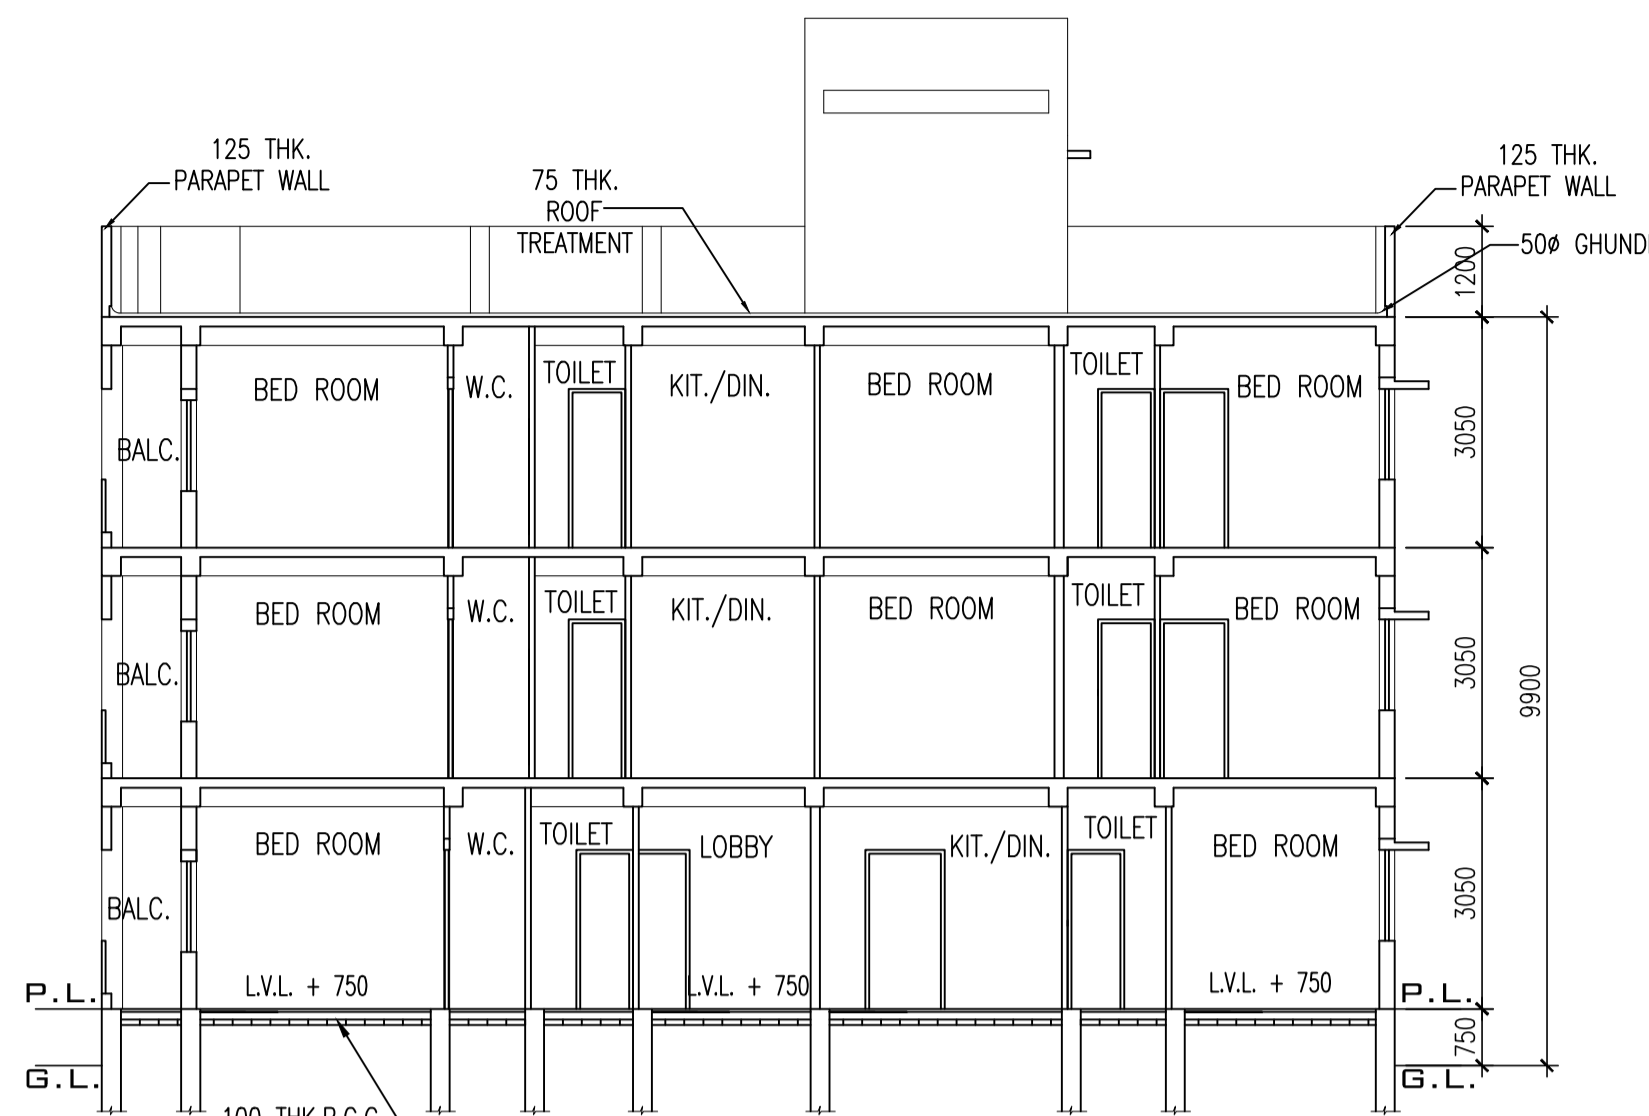 125 THK.
PARAPET WALL
75 THK.
ROOF
TREATMENT
125 THK.
PARAPET WALL
50ø GHUND
1200
BED ROOM
W.C.
TOILET
KIT./DIN.
BED ROOM
TOILET
BED ROOM
BALC.
3050
BED ROOM
W.C.
TOILET
KIT./DIN.
BED ROOM
TOILET
BED ROOM
BALC.
3050
9900
BED ROOM
W.C.
TOILET
LOBBY
KIT./DIN.
TOILET
BED ROOM
BALC.
3050
L.V.L. + 750
L.V.L. + 750
L.V.L. + 750
P.L.
P.L.
750
G.L.
G.L.
100 THK.P.C.C.